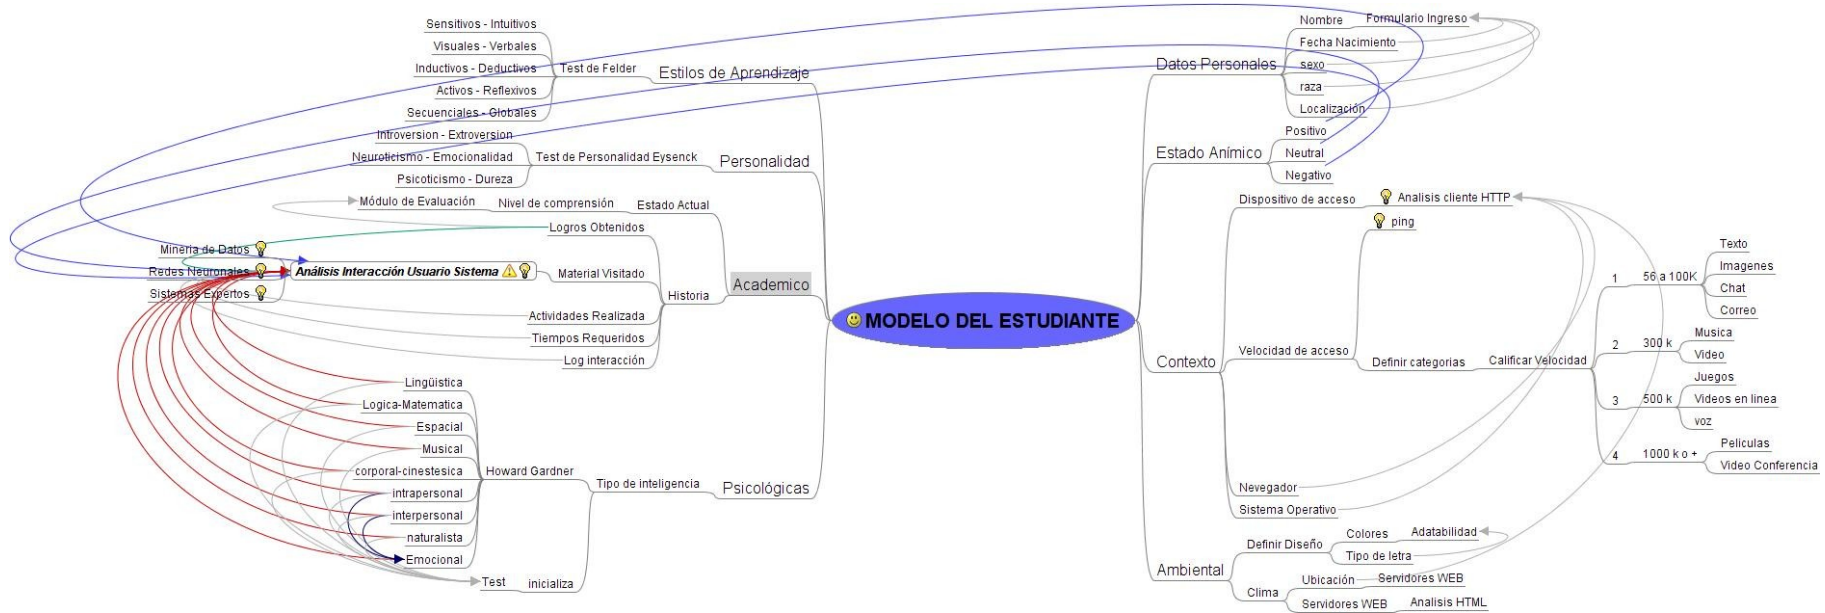 MODELO DEL ESTUDIANTE
Estilos de Aprendizaje
Test de Felder
Sensitivos - Intuitivos
Visuales - Verbales
Inductivos - Deductivos
Activos - Reflexivos
Secuenciales - Globales
Personalidad
Test de Personalidad Eysenck
Introversion - Extroversion
Neuroticismo - Emocionalidad
Psicoticismo - Dureza
Academico
Estado Actual
Nivel de comprensión
Módulo de Evaluación
Historia
Logros Obtenidos
Material Visitado
Análisis Interacción Usuario Sistema
Mineria de Datos
Redes Neuronales
Sistemas Expertos
Actividades Realizada
Tiempos Requeridos
Log interacción
Psicológicas
Tipo de inteligencia
Howard Gardner
Lingüistica
Logica-Matematica
Espacial
Musical
corporal-cinestesica
intrapersonal
interpersonal
naturalista
Emocional
inicializa
Test
Datos Personales
Nombre
Formulario Ingreso
Fecha Nacimiento
sexo
raza
Localización
Estado Anímico
Positivo
Neutral
Negativo
Contexto
Dispositivo de acceso
Analisis cliente HTTP
Velocidad de acceso
ping
Definir categorias
Calificar Velocidad
1
56 a 100K
Texto
Imagenes
Chat
Correo
2
300 k
Musica
Video
3
500 k
Juegos
Videos en linea
voz
4
1000 k o +
Peliculas
Video Conferencia
Nevegador
Sistema Operativo
Ambiental
Definir Diseño
Colores
Adatabilidad
Tipo de letra
Clima
Ubicación
Servidores WEB
Servidores WEB
Analisis HTML